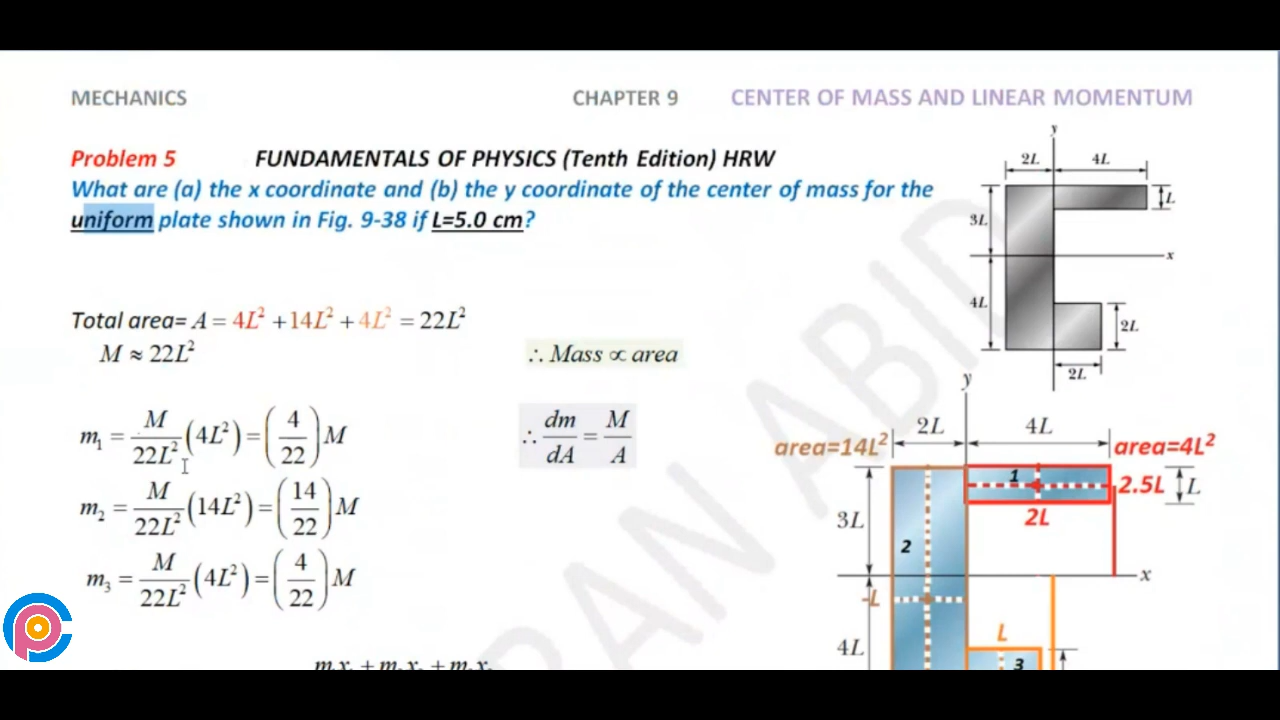 MECHANICS CHAPTER 9 CENTER OF MASS AND LINEAR MOMENTUM
Problem 5 FUNDAMENTALS OF PHYSICS (Tenth Edition) HRW
What are (a) the x coordinate and (b) the y coordinate of the center of mass for the
uniform plate shown in Fig. 9-38 if L=5.0 cm?
y
2L 4L
L
3L
x
4L
2L
2L
Total area= A = 4L² +14L² + 4L² = 22L²
M ≈ 22L²
∴ Mass ∝ area
m₁ = M/22L² (4L²) = (4/22) M
∴ dm/dA = M/A
m₂ = M/22L² (14L²) = (14/22) M
m₃ = M/22L² (4L²) = (4/22) M
m x + m x + m x
y
2L 4L
area=14L² area=4L²
1
2.5L L
2L
3L
2
x
-L
L
4L
3
RAN ABID